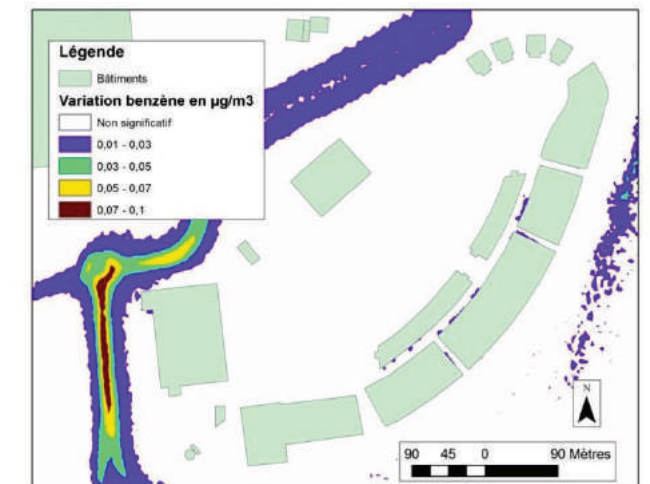 Légende
Bâtiments
Variation benzène en µg/m3
Non significatif
0,01 - 0,03
0,03 - 0,05
0,05 - 0,07
0,07 - 0,1
N
90 45 0 90 Mètres